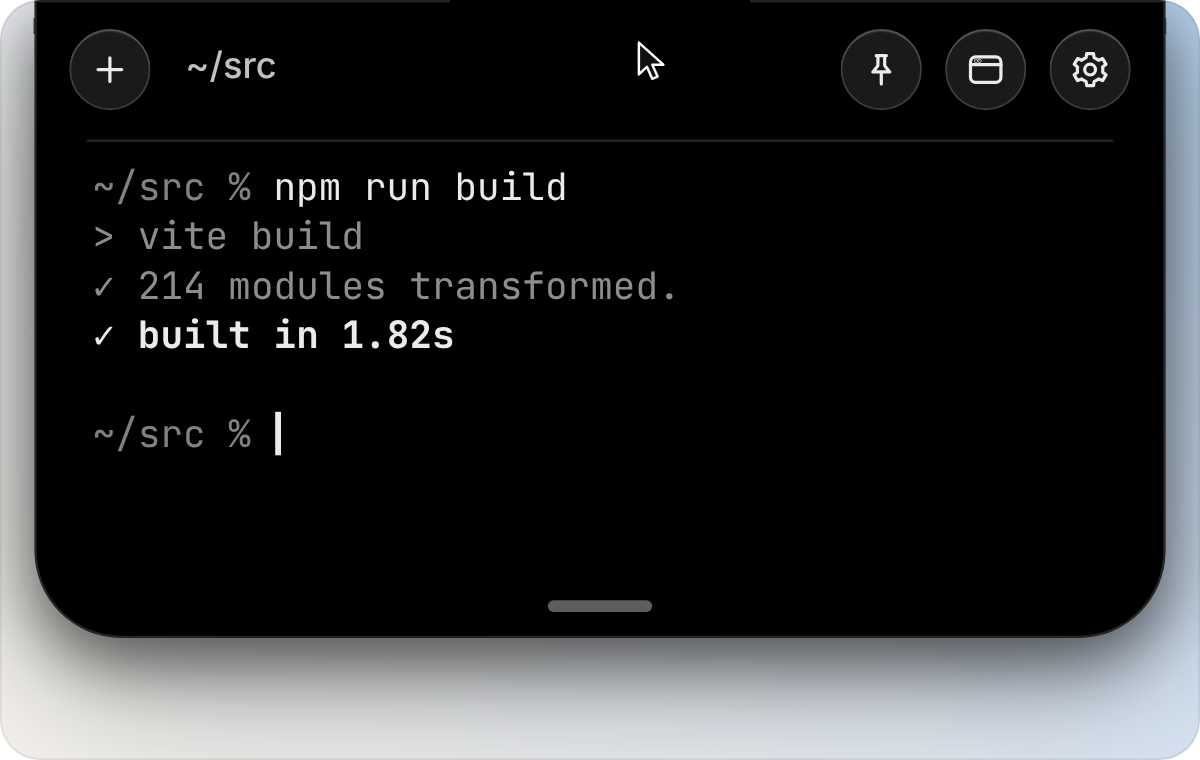 ~/src
~/src % npm run build
> vite build
✓ 214 modules transformed.
✓ built in 1.82s
~/src %